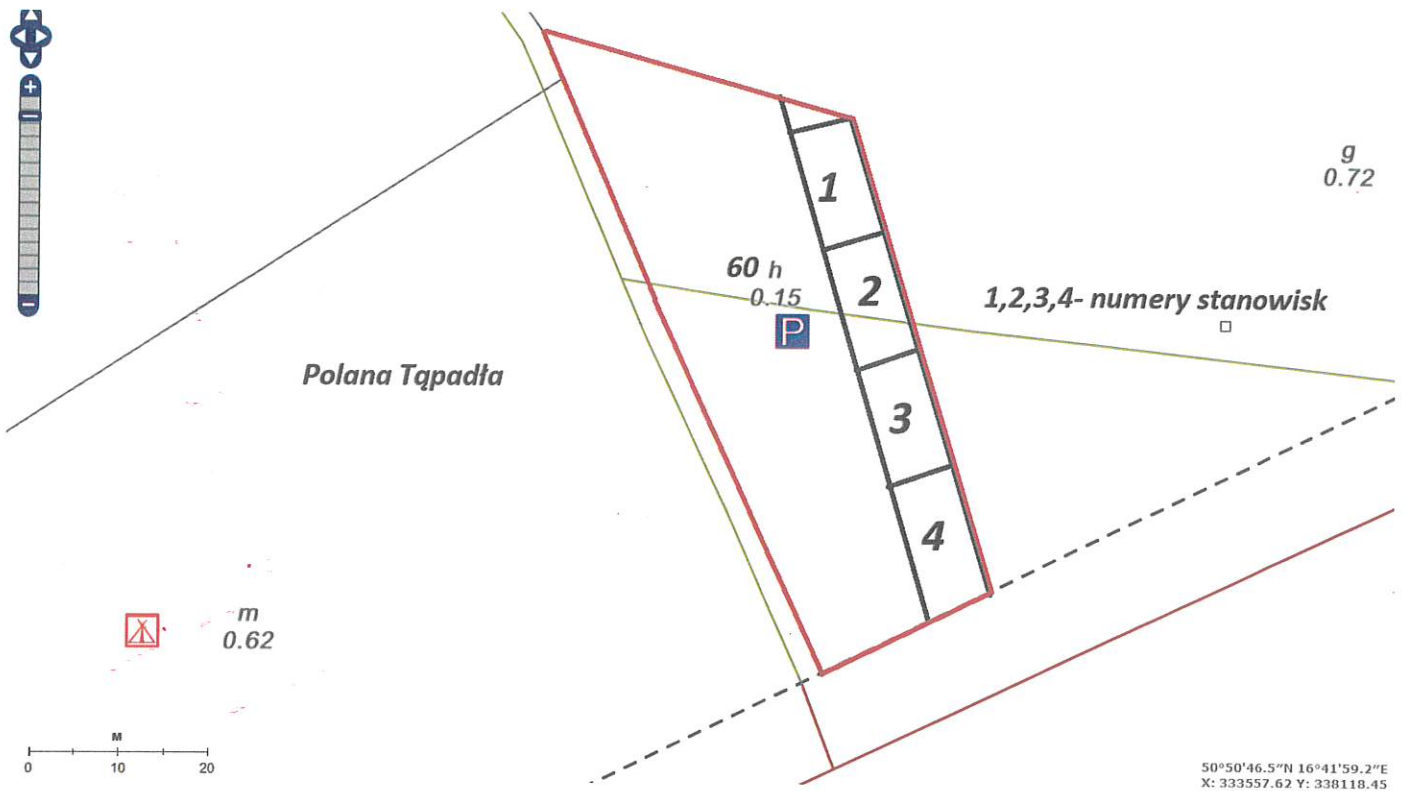 g
0.72
1
60 h
0.15
2
1,2,3,4- numery stanowisk
P
Polana Tąpadła
3
4
m
0.62
M
0 10 20
50°50'46.5"N 16°41'59.2"E
X: 333557.62 Y: 338118.45